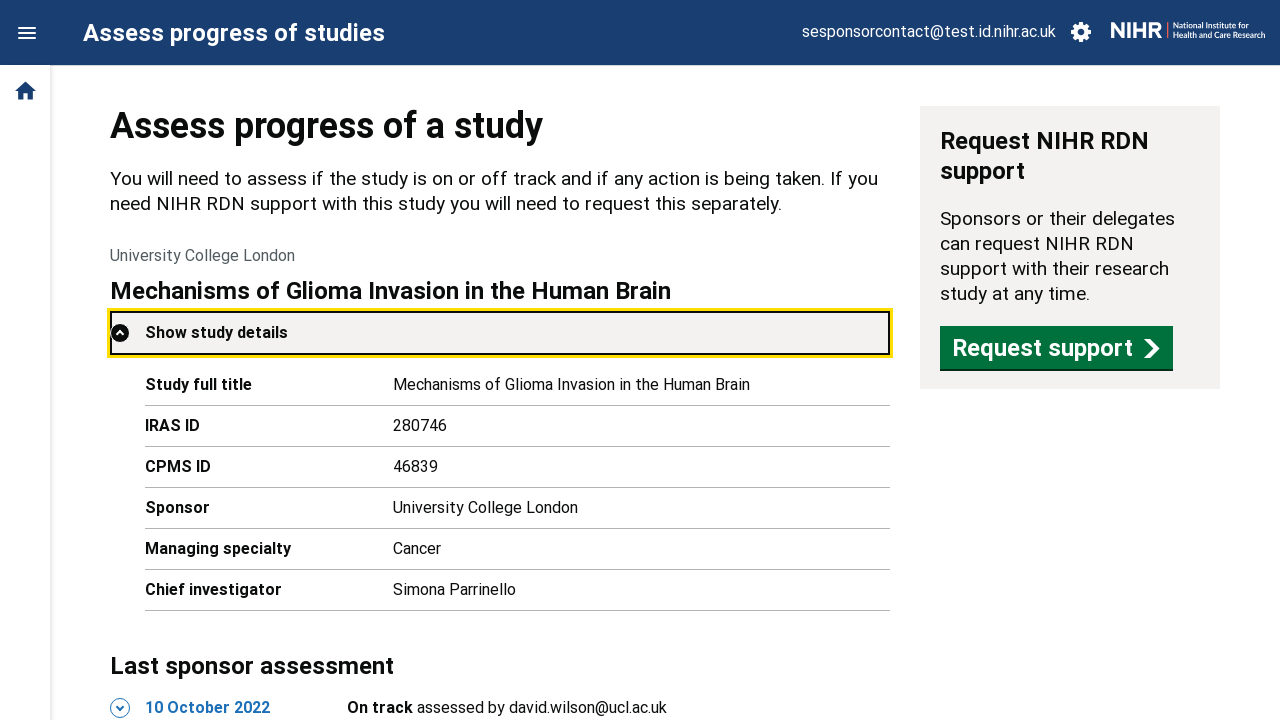 Assess progress of studies
sesponsorcontact@test.id.nihr.ac.uk
NIHR | National Institute for
Health and Care Research
Assess progress of a study
You will need to assess if the study is on or off track and if any action is being taken. If you
need NIHR RDN support with this study you will need to request this separately.
University College London
Mechanisms of Glioma Invasion in the Human Brain
Show study details
Study full title Mechanisms of Glioma Invasion in the Human Brain
IRAS ID 280746
CPMS ID 46839
Sponsor University College London
Managing specialty Cancer
Chief investigator Simona Parrinello
Last sponsor assessment
10 October 2022 On track assessed by david.wilson@ucl.ac.uk
Request NIHR RDN
support
Sponsors or their delegates
can request NIHR RDN
support with their research
study at any time.
Request support